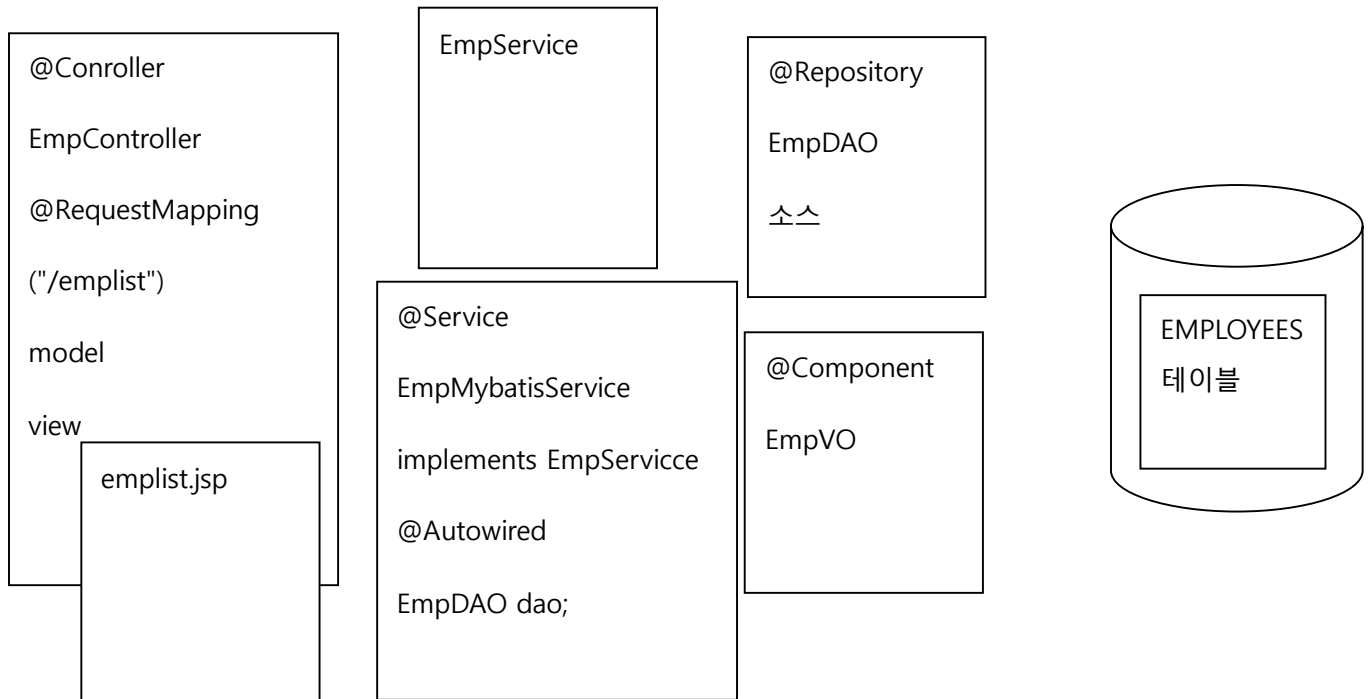 @Conroller
EmpController
@RequestMapping
("/emplist")
model
view
emplist.jsp
EmpService
@Service
EmpMybatisService
implements EmpServicce
@Autowired
EmpDAO dao;
@Repository
EmpDAO
소스
@Component
EmpVO
EMPLOYEES
테이블